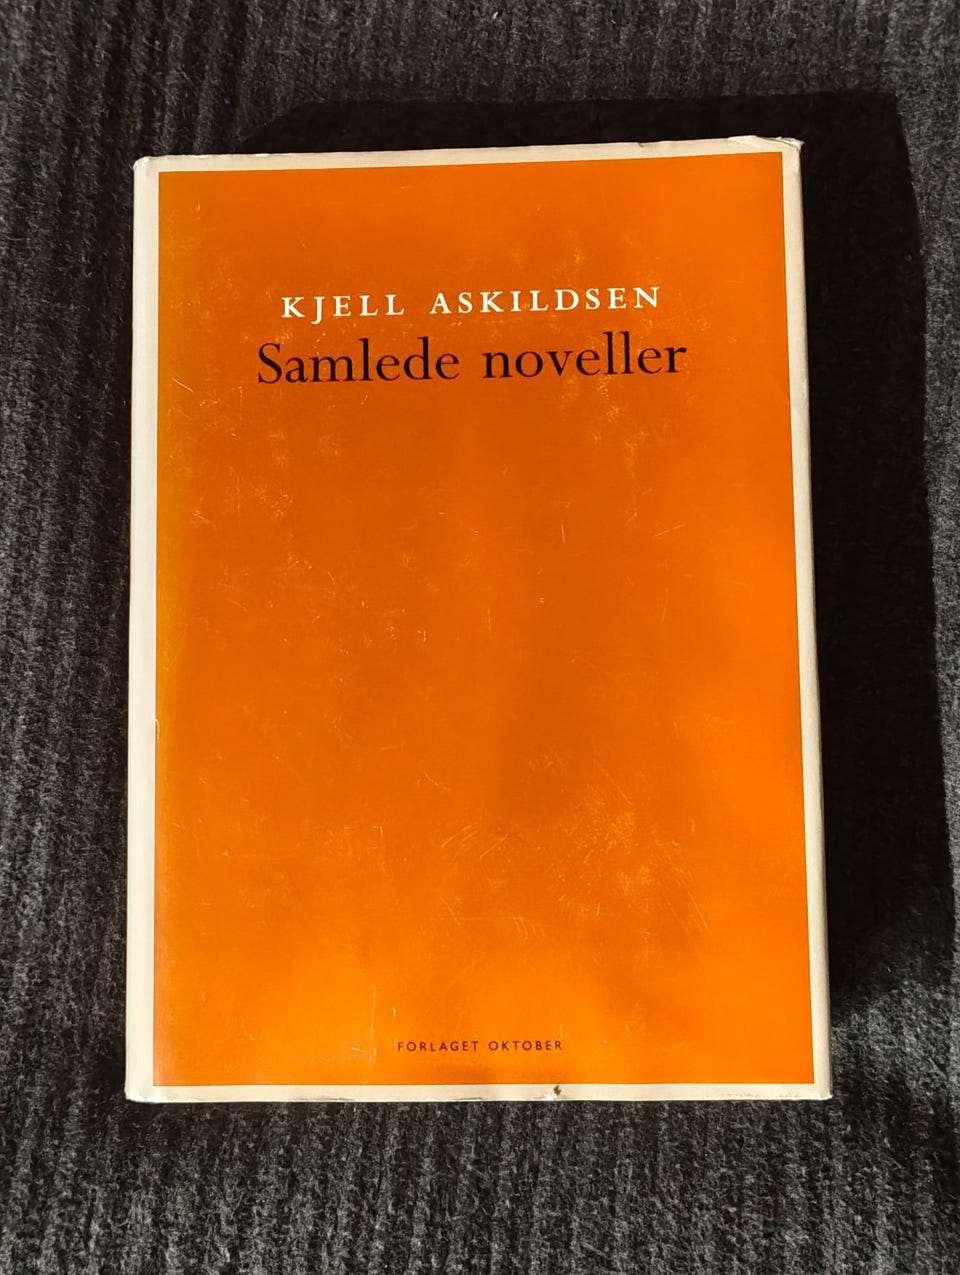 KJELL ASKILDSEN
Samlede noveller
FORLAGET OKTOBER